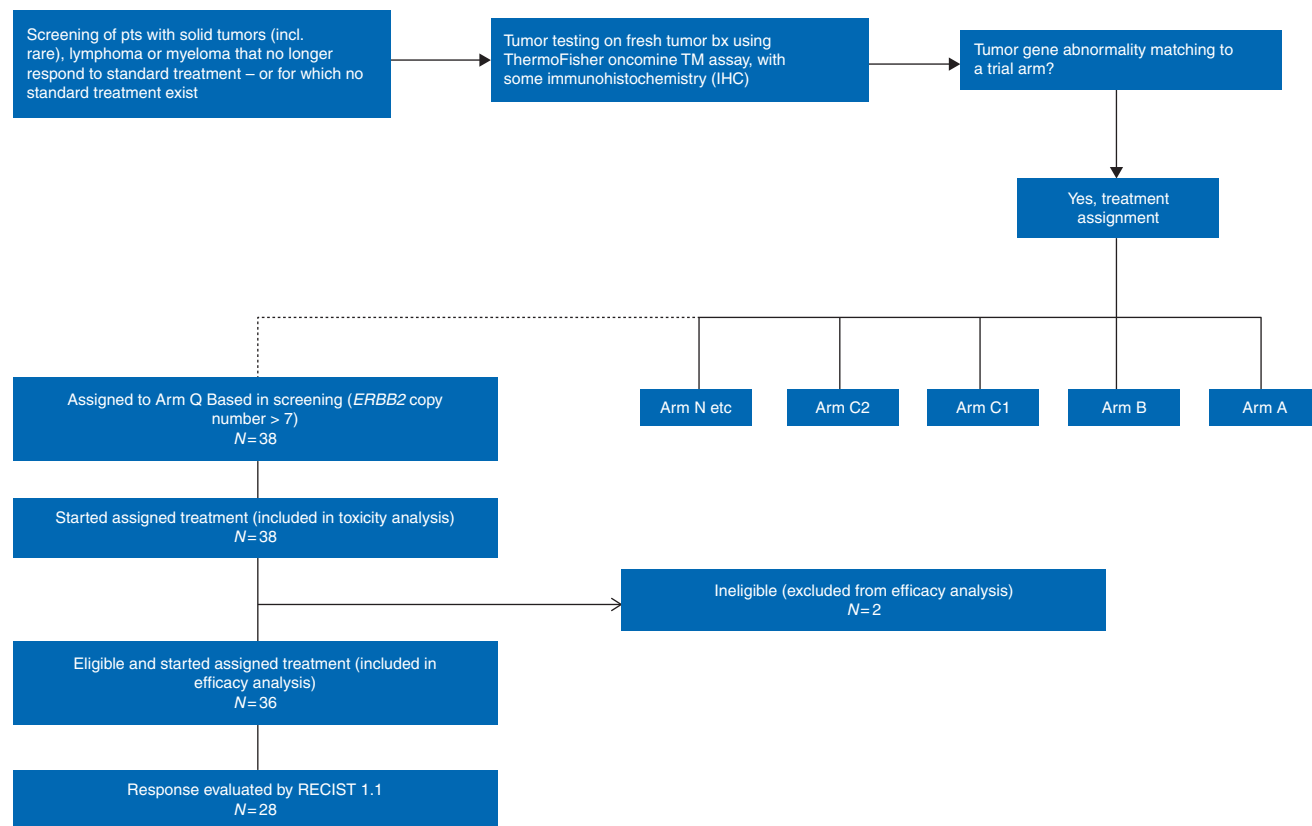 Screening of pts with solid tumors (incl.
rare), lymphoma or myeloma that no longer
respond to standard treatment – or for which no
standard treatment exist
Tumor testing on fresh tumor bx using
ThermoFisher oncomine TM assay, with
some immunohistochemistry (IHC)
Tumor gene abnormality matching to
a trial arm?
Yes, treatment
assignment
Arm N etc
Arm C2
Arm C1
Arm B
Arm A
Assigned to Arm Q Based in screening (ERBB2 copy
number > 7)
N=38
Started assigned treatment (included in toxicity analysis)
N=38
Ineligible (excluded from efficacy analysis)
N=2
Eligible and started assigned treatment (included in
efficacy analysis)
N=36
Response evaluated by RECIST 1.1
N=28